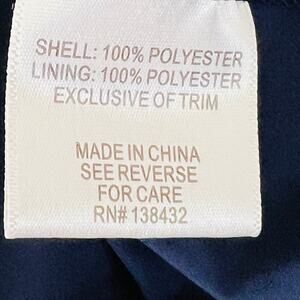 SHELL: 100% POLYESTER
LINING: 100% POLYESTER
EXCLUSIVE OF TRIM
MADE IN CHINA
SEE REVERSE
FOR CARE
RN# 138432